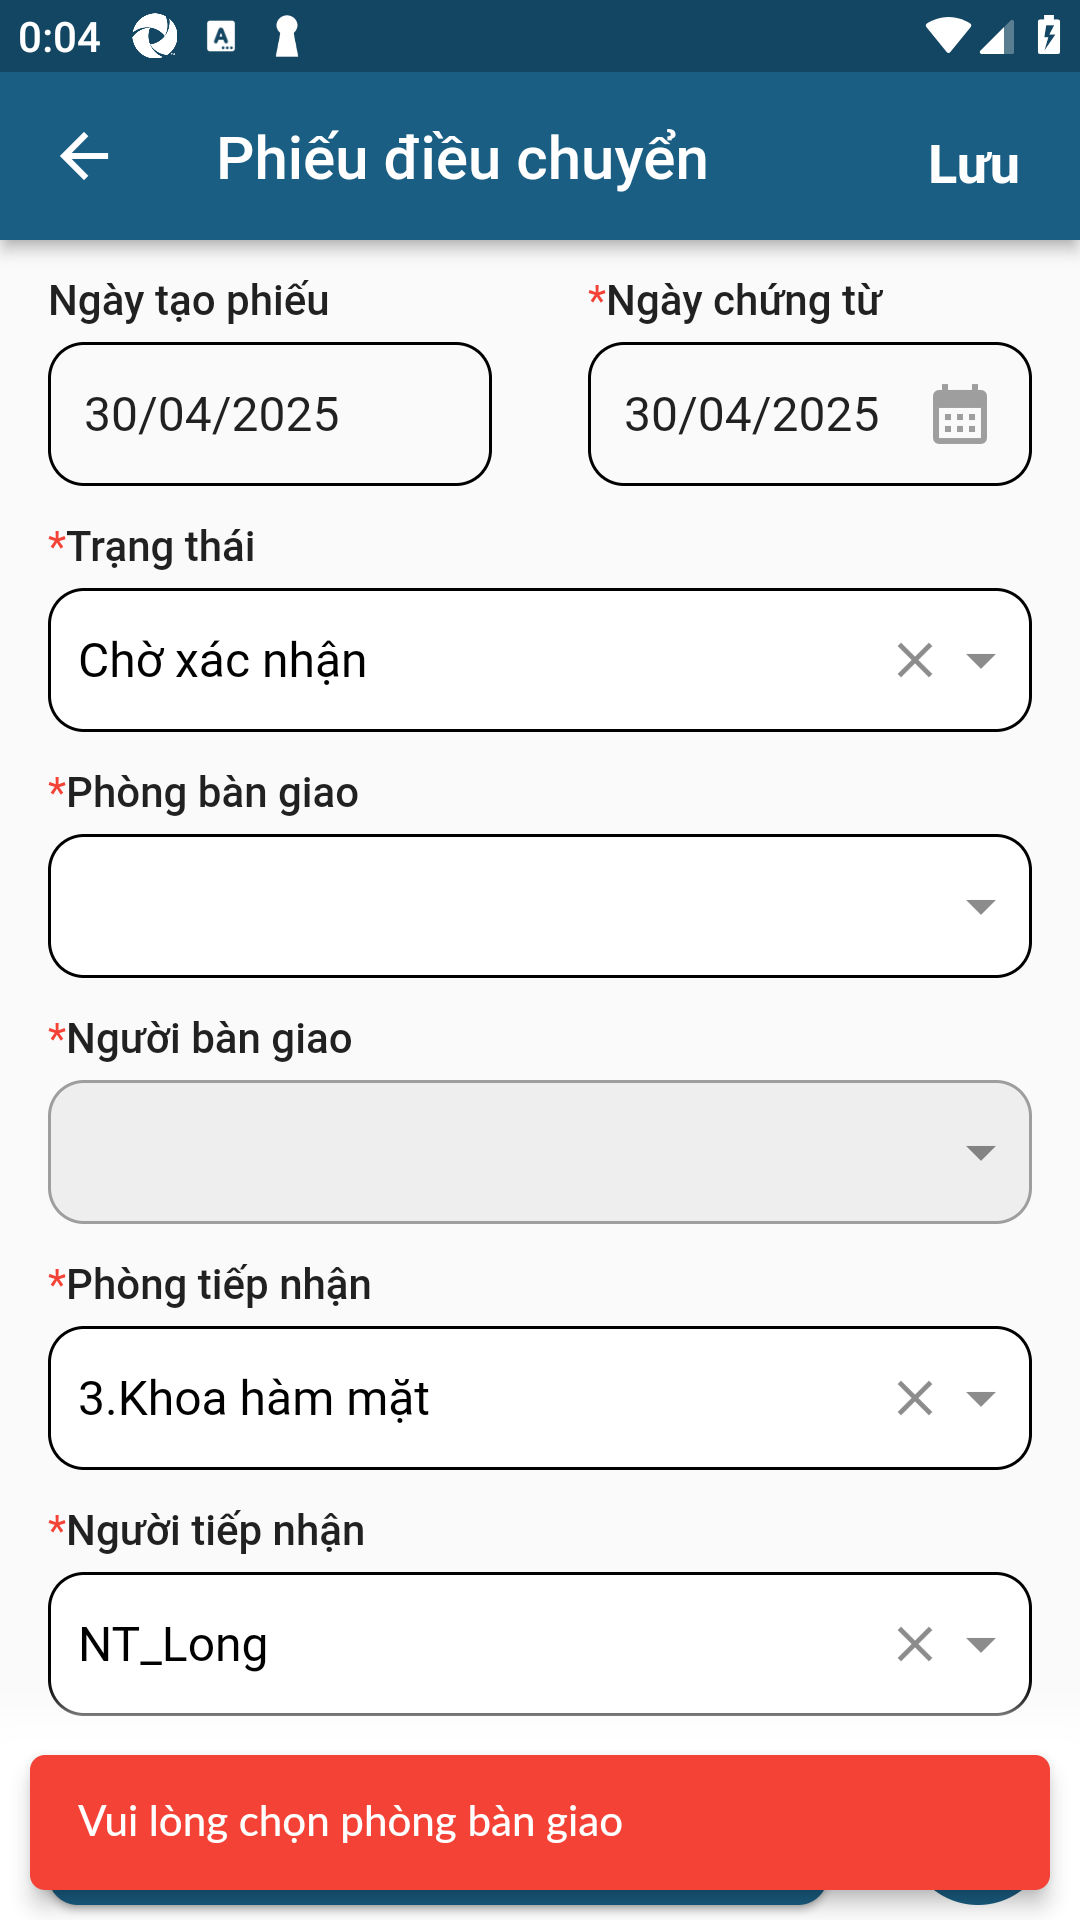 0:04
Phiếu điều chuyển
Lưu
Ngày tạo phiếu
*Ngày chứng từ
30/04/2025
30/04/2025
*Trạng thái
Chờ xác nhận
*Phòng bàn giao
*Người bàn giao
*Phòng tiếp nhận
3.Khoa hàm mặt
*Người tiếp nhận
NT_Long
Vui lòng chọn phòng bàn giao